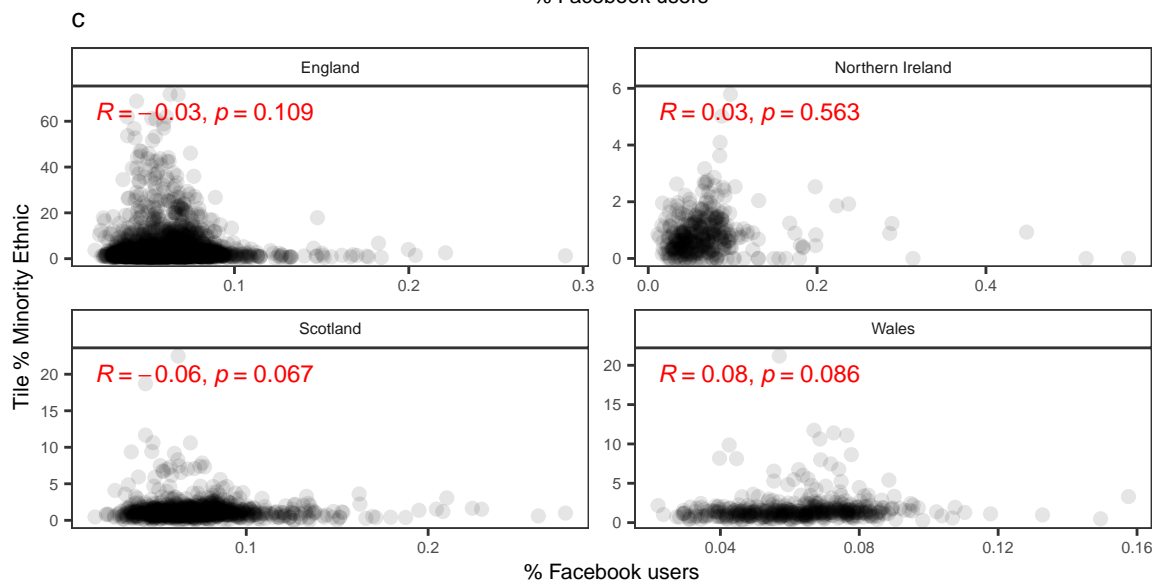 % Facebook users
c
England
Northern Ireland
R = −0.03, p = 0.109
R = 0.03, p = 0.563
60
40
20
0
6
4
2
0
0.1
0.2
0.3
0.0
0.2
0.4
Scotland
Wales
R = −0.06, p = 0.067
R = 0.08, p = 0.086
20
15
10
5
0
20
15
10
5
0
0.1
0.2
0.04
0.08
0.12
0.16
Tile % Minority Ethnic
% Facebook users